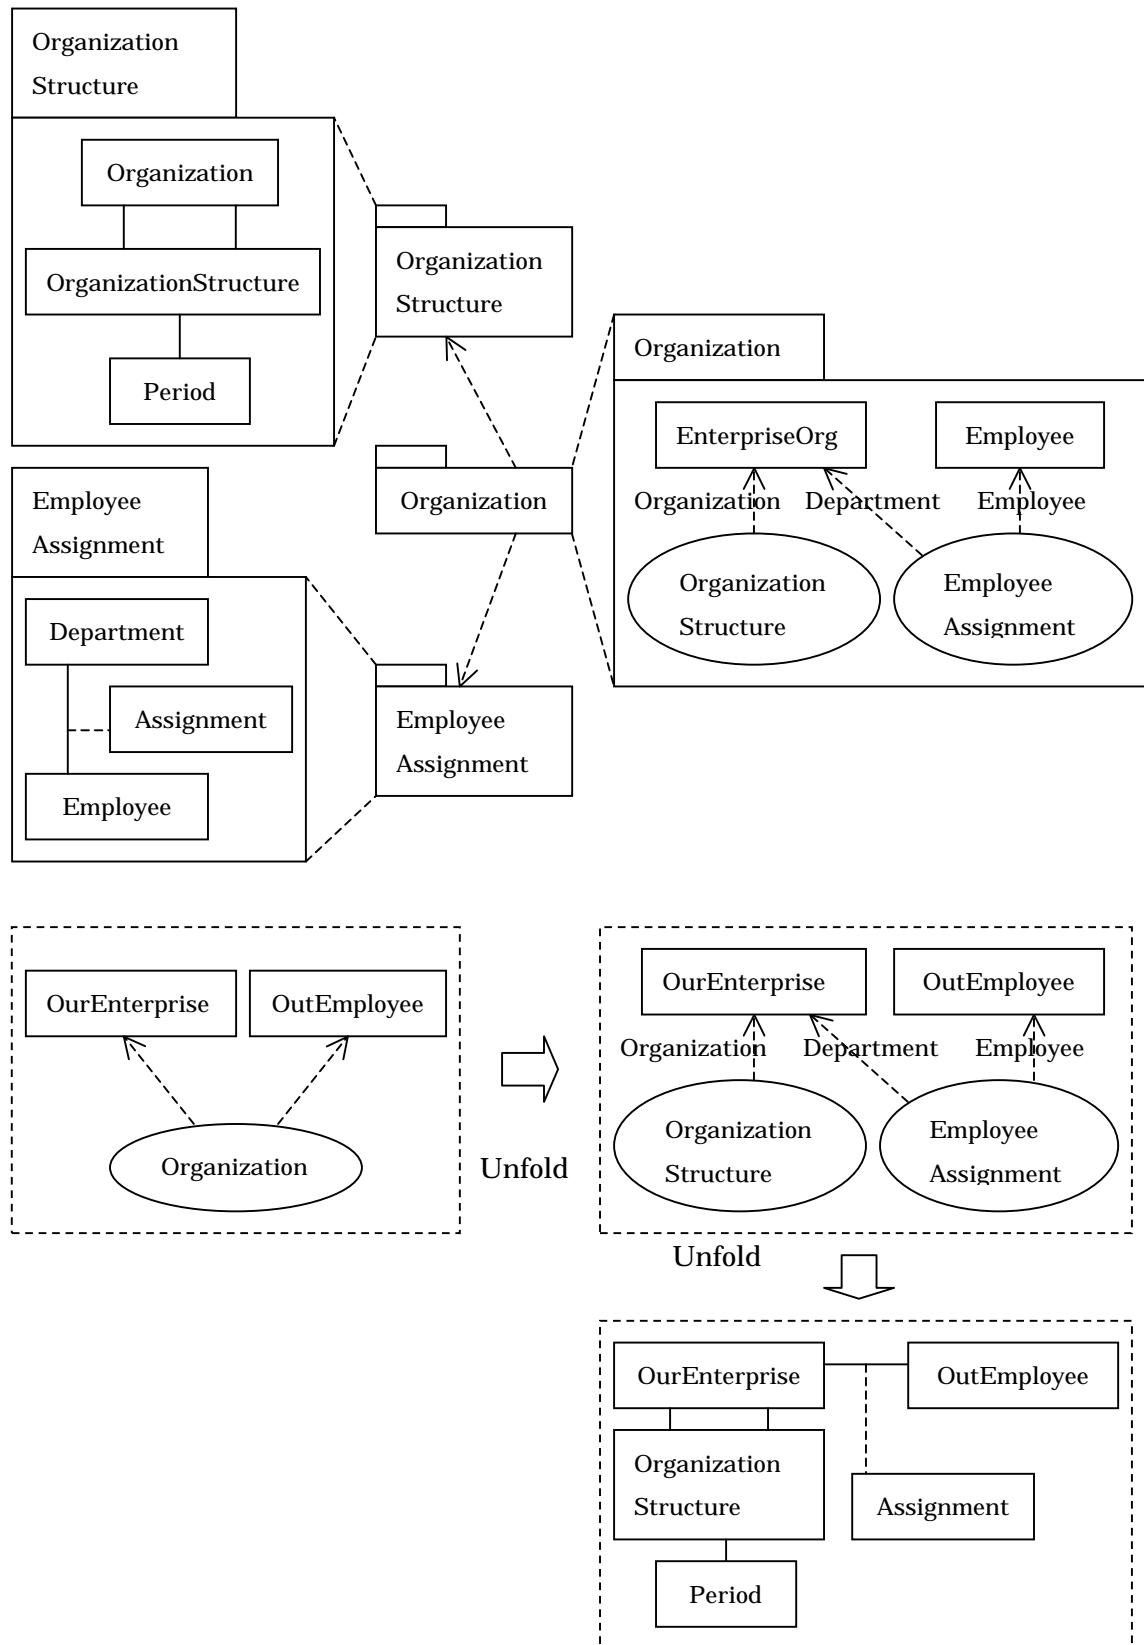 Organization
Structure
Organization
OrganizationStructure
Period
Organization
Structure
Organization
EnterpriseOrg
Employee
Organization
Department
Employee
Organization
Structure
Employee
Assignment
Organization
Employee
Assignment
Department
Assignment
Employee
Employee
Assignment
OurEnterprise
OutEmployee
Organization
Unfold
OurEnterprise
OutEmployee
Organization
Department
Employee
Organization
Structure
Employee
Assignment
Unfold
OurEnterprise
OutEmployee
Organization
Structure
Assignment
Period